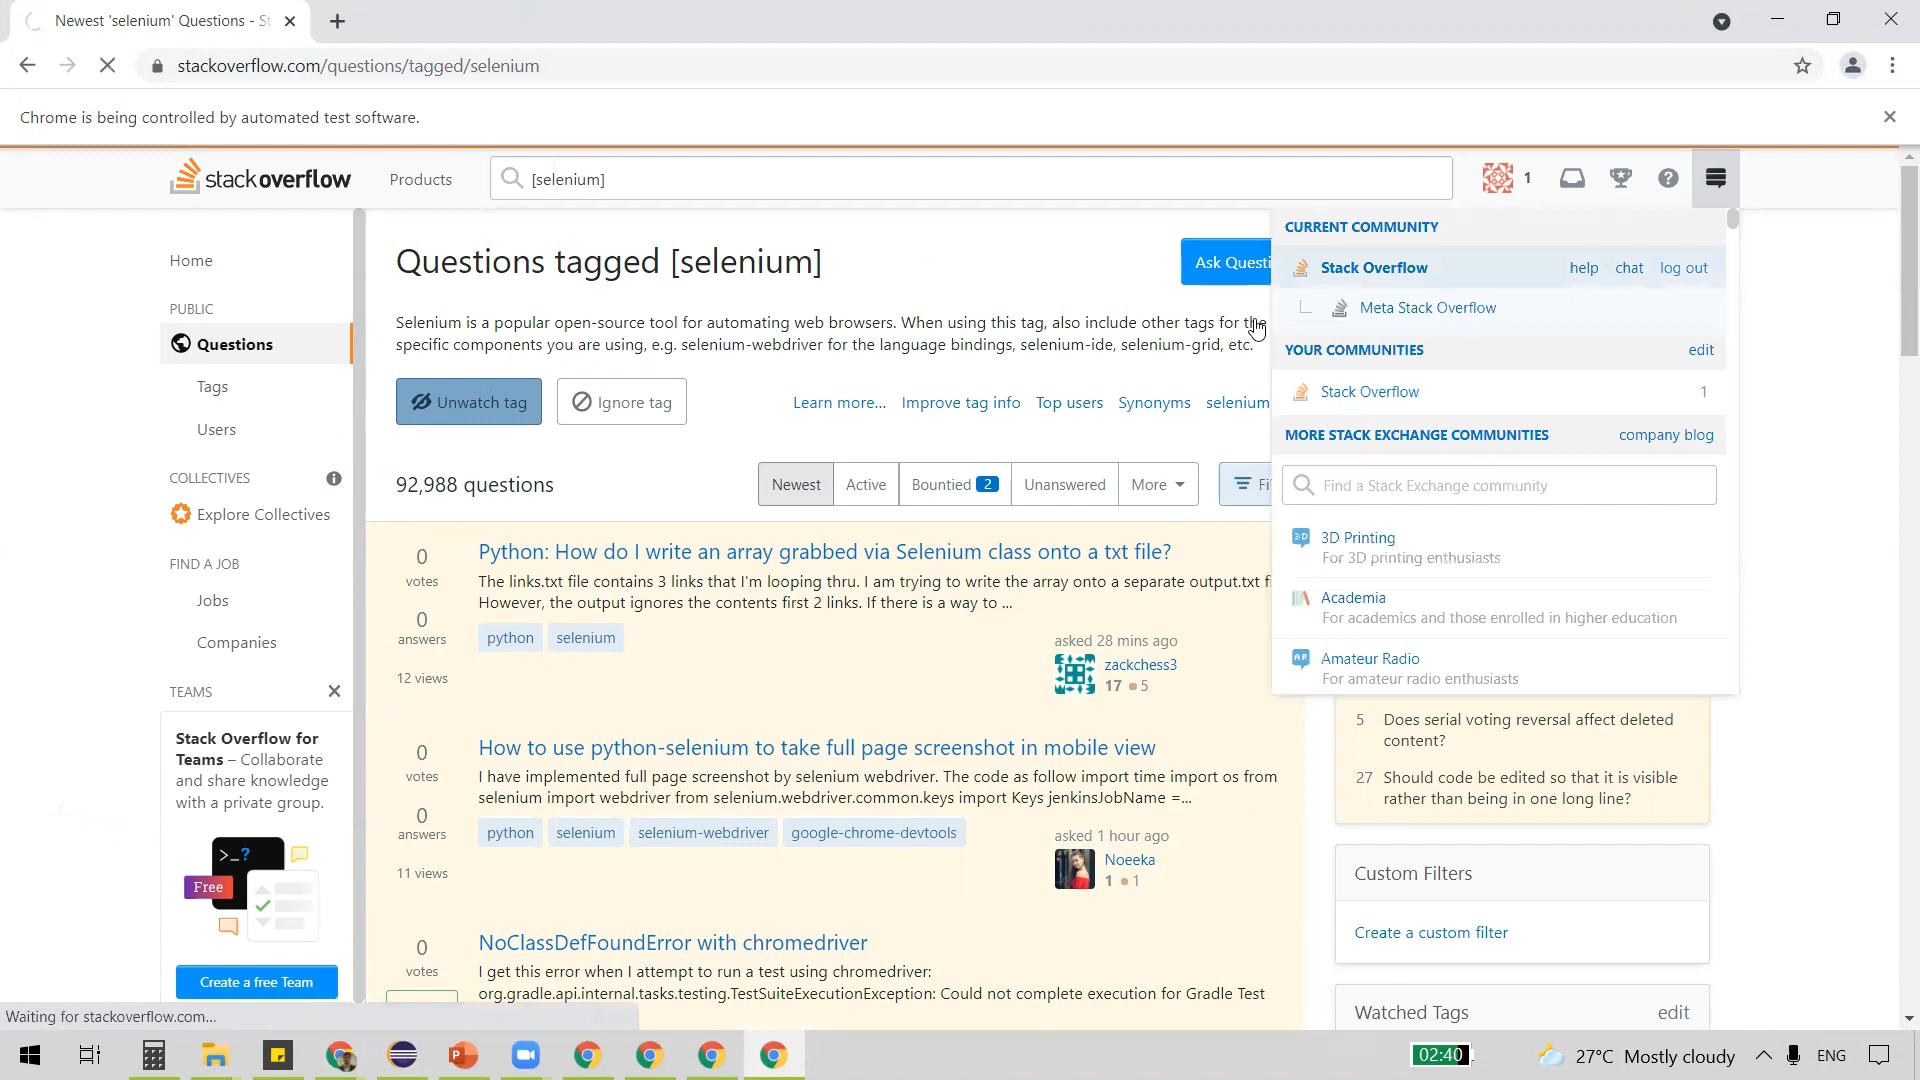 Newest 'selenium' Questions - St
stackoverflow.com/questions/tagged/selenium
Chrome is being controlled by automated test software.
stackoverflow
Products
[selenium]
1
Home
PUBLIC
Questions
Tags
Users
COLLECTIVES
Explore Collectives
FIND A JOB
Jobs
Companies
TEAMS
Stack Overflow for
Teams – Collaborate
and share knowledge
with a private group.
>_?
Free
Create a free Team
Questions tagged [selenium]
Ask Questi
Selenium is a popular open-source tool for automating web browsers. When using this tag, also include other tags for the
specific components you are using, e.g. selenium-webdriver for the language bindings, selenium-ide, selenium-grid, etc.
Unwatch tag
Ignore tag
Learn more... Improve tag info Top users Synonyms selenium
92,988 questions
Newest Active Bountied 2 Unanswered More
Fi
0
votes
0
answers
12 views
Python: How do I write an array grabbed via Selenium class onto a txt file?
The links.txt file contains 3 links that I'm looping thru. I am trying to write the array onto a separate output.txt fi
However, the output ignores the contents first 2 links. If there is a way to ...
python selenium
asked 28 mins ago
zackchess3
17 5
0
votes
0
answers
11 views
How to use python-selenium to take full page screenshot in mobile view
I have implemented full page screenshot by selenium webdriver. The code as follow import time import os from
selenium import webdriver from selenium.webdriver.common.keys import Keys jenkinsJobName =...
python selenium selenium-webdriver google-chrome-devtools
asked 1 hour ago
Noeeka
1 1
0
votes
NoClassDefFoundError with chromedriver
I get this error when I attempt to run a test using chromedriver:
org.gradle.api.internal.tasks.testing.TestSuiteExecutionException: Could not complete execution for Gradle Test
CURRENT COMMUNITY
Stack Overflow help chat log out
Meta Stack Overflow
YOUR COMMUNITIES edit
Stack Overflow 1
MORE STACK EXCHANGE COMMUNITIES company blog
Find a Stack Exchange community
3D
3D Printing
For 3D printing enthusiasts
Academia
For academics and those enrolled in higher education
AR
Amateur Radio
For amateur radio enthusiasts
5 Does serial voting reversal affect deleted
content?
27 Should code be edited so that it is visible
rather than being in one long line?
Custom Filters
Create a custom filter
Watched Tags edit
Waiting for stackoverflow.com...
02:40
27°C Mostly cloudy
ENG